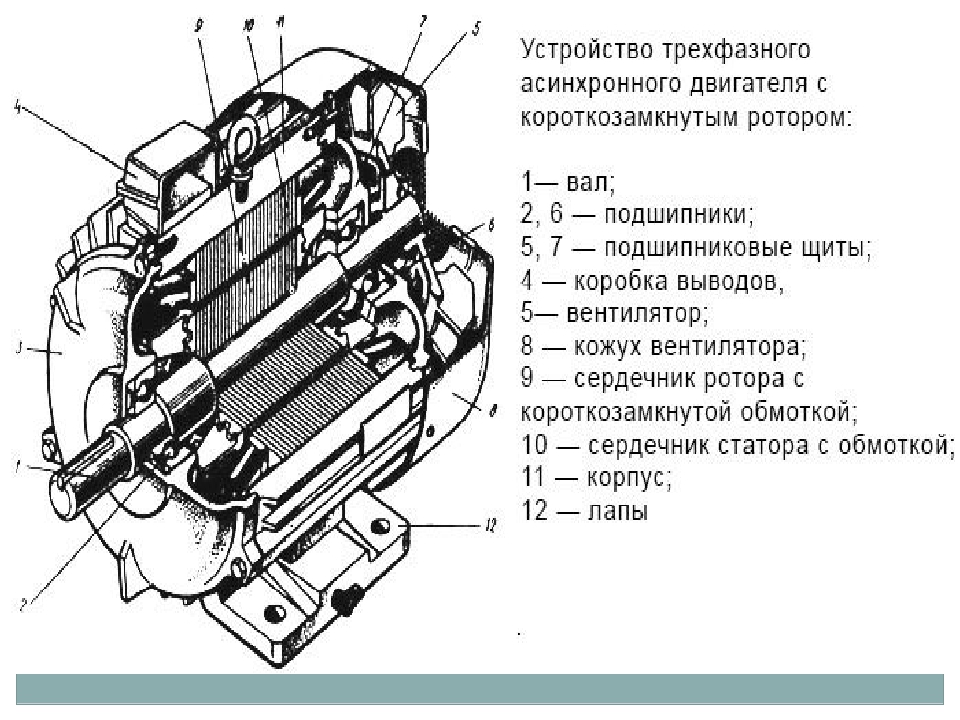 9
10
11
7
5
4
6
3
8
1
12
2
Устройство трехфазного
асинхронного двигателя с
короткозамкнутым ротором:
1— вал;
2, 6 — подшипники;
5, 7 — подшипниковые щиты;
4 — коробка выводов,
5— вентилятор;
8 — кожух вентилятора;
9 — сердечник ротора с
короткозамкнутой обмоткой;
10 — сердечник статора с обмоткой;
11 — корпус;
12 — лапы
.